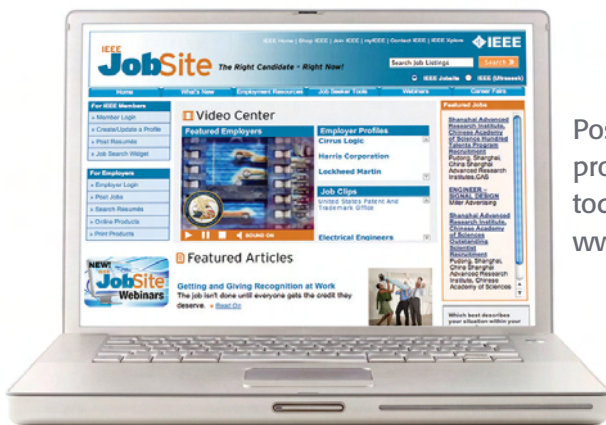 IEEE Home | Shop IEEE | Join IEEE | myIEEE | Contact IEEE | IEEE Xplore
IEEE
IEEE
JobSite
The Right Candidate - Right Now!
Search Job Listings
Search
IEEE Jobsite
IEEE (Ultraseek)
Home
What's New
Employment Resources
Job Seeker Tools
Webinars
Career Fairs
For IEEE Members
» Member Login
» Create/Update a Profile
» Post Resumés
» Job Search Widget
For Employers
» Employer Login
» Post Jobs
» Search Resumés
» Online Products
» Print Products
NEW!
IEEE
JobSite
Webinars
Video Center
Featured Employers
SOUND ON
Employer Profiles
Cirrus Logic
Harris Corporation
Lockheed Martin
Job Clips
United States Patent And
Trademark Office
Electrical Engineers
Featured Articles
Getting and Giving Recognition at Work
The job isn't done until everyone gets the credit they
deserve. » Read On
Featured Jobs
Shanghai Advanced
Research Institute,
Chinese Academy
of Science Hundred
Talents Program
Recruitment
Pudong, Shanghai,
China Shanghai
Advanced Research
Institute,CAS
ENGINEER –
SIGNAL DESIGN
Miler Advertising
Shanghai Advanced
Research Institute,
Chinese Academy
of Sciences
Outstanding
Scientist
Recruitment
Pudong, Shanghai,
China Shanghai
Advanced Research
Institute, Chinese
Academy of Sciences
Which best describes
your situation within your
Pos
pro
tod
ww